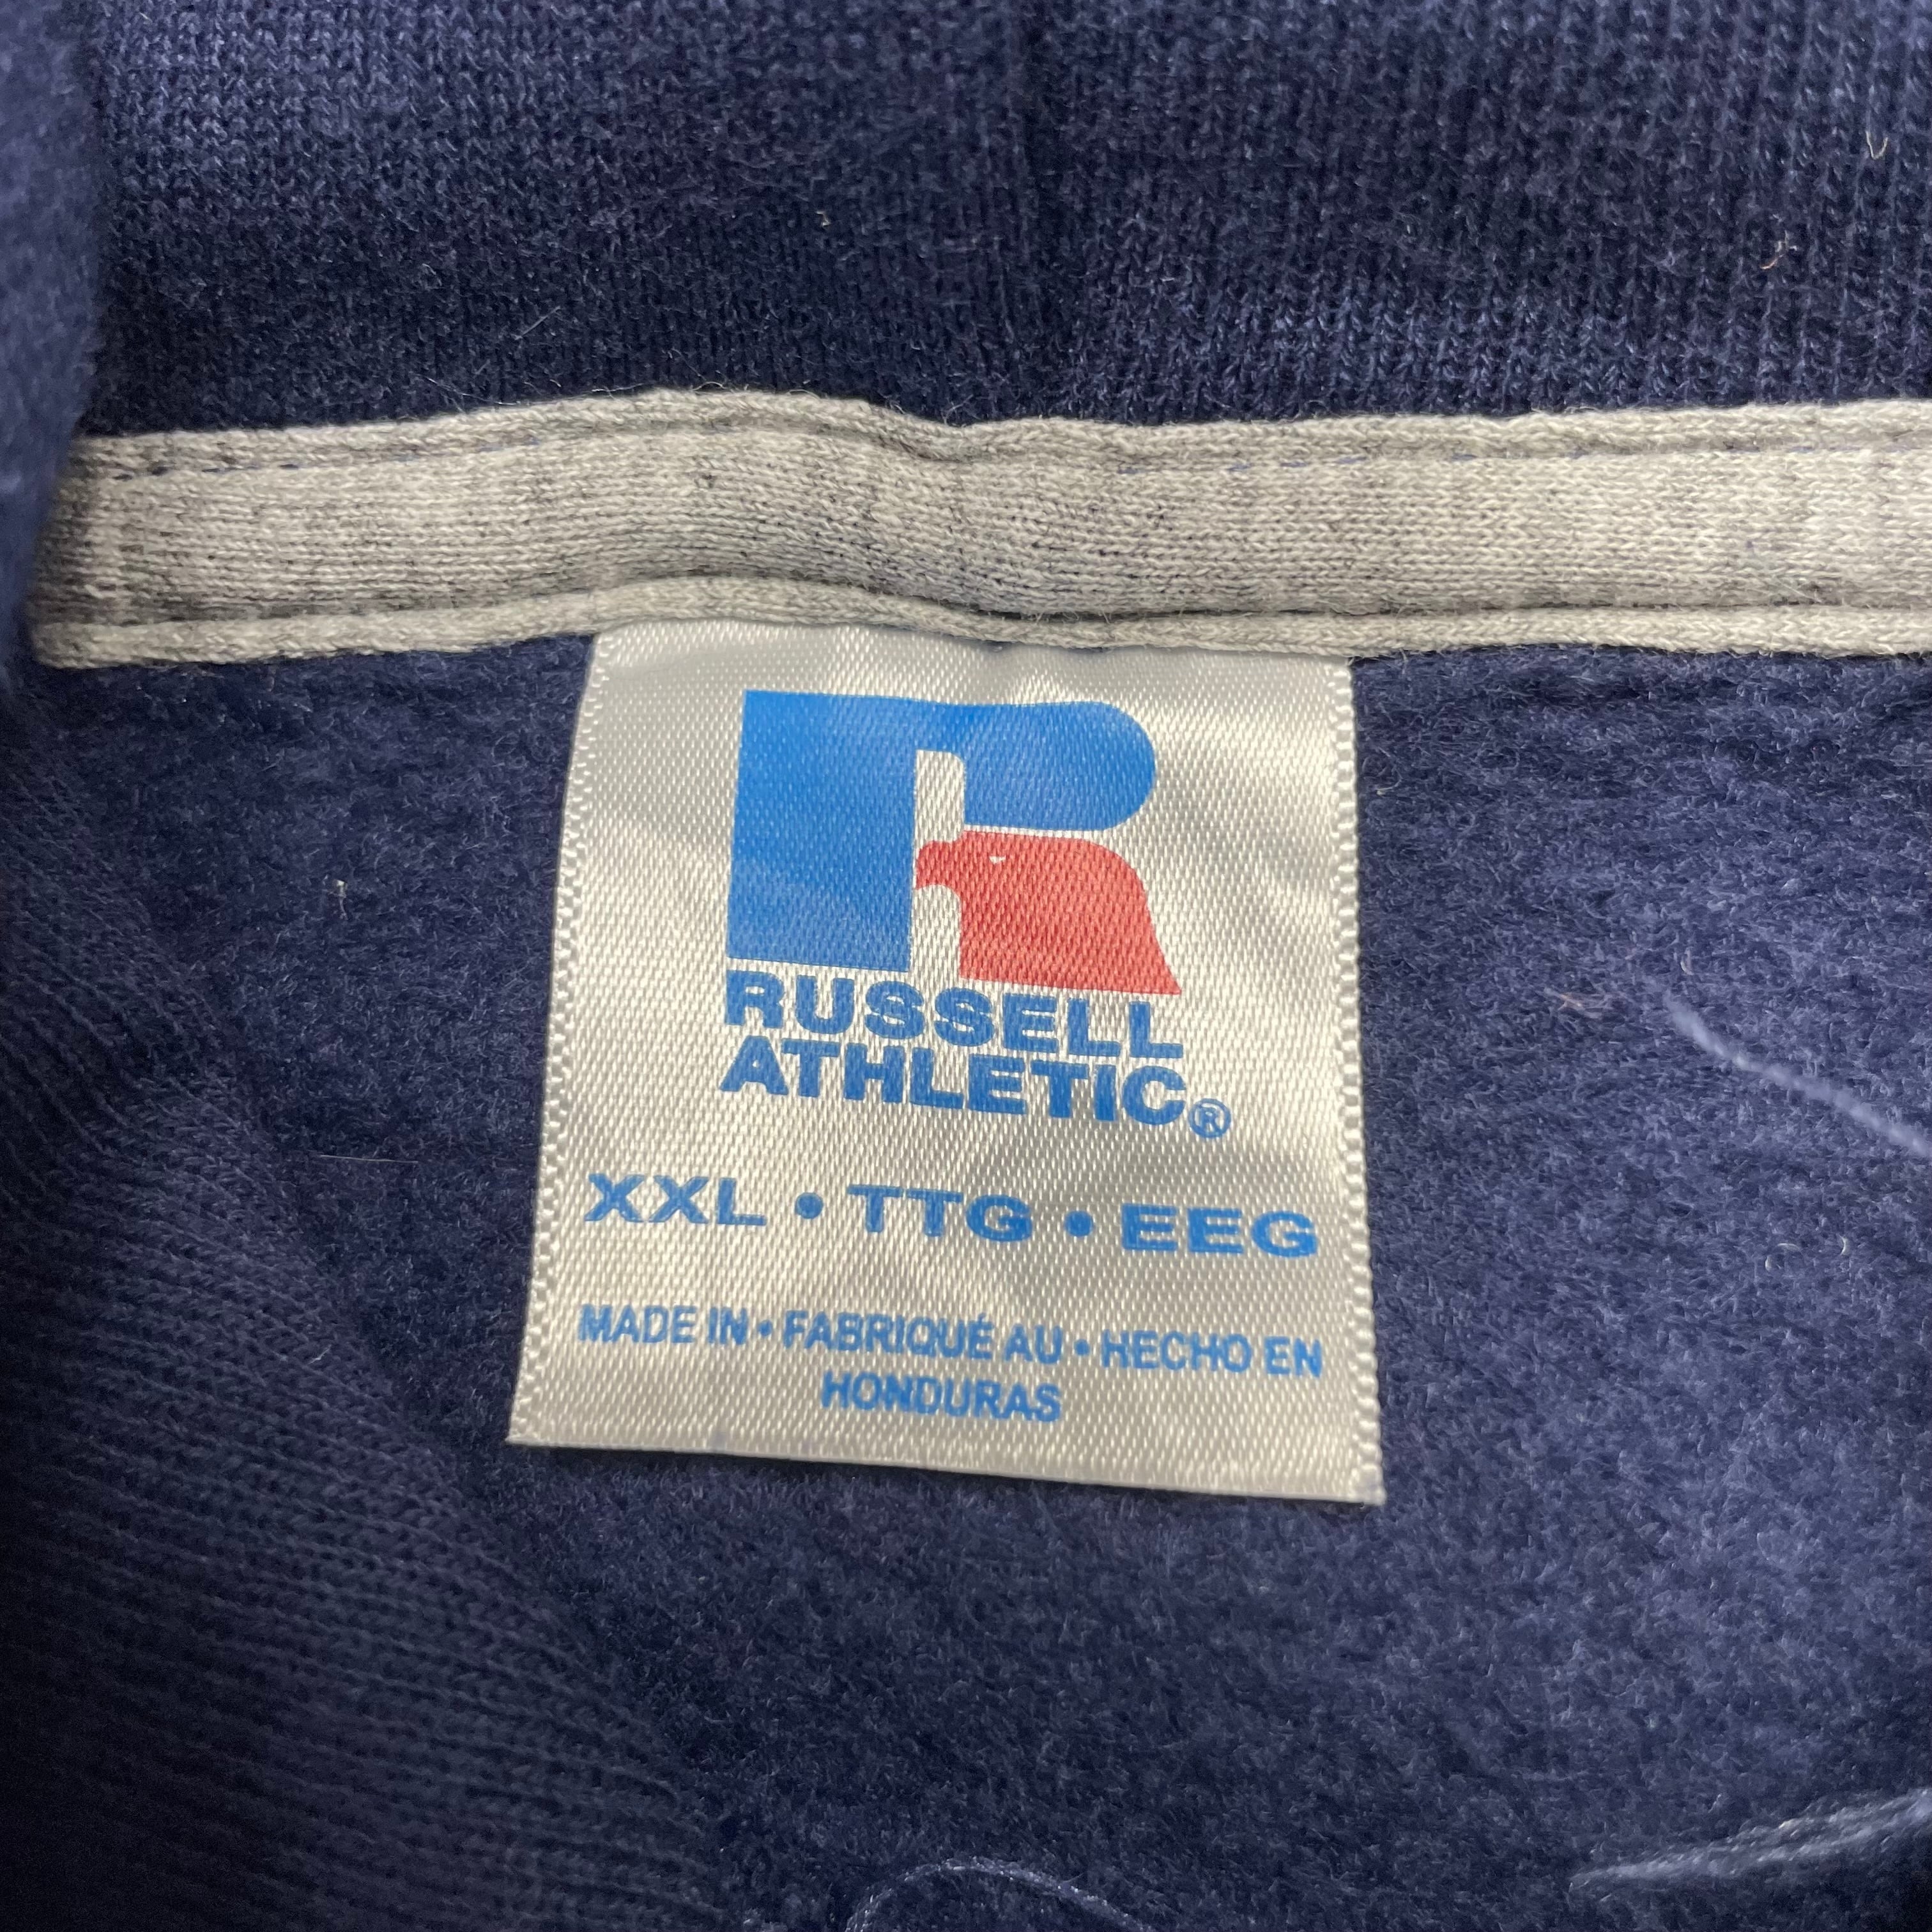 RUSSELL
ATHLETIC®
XXL • TTG • EEG
MADE IN • FABRIQUÉ AU • HECHO EN
HONDURAS